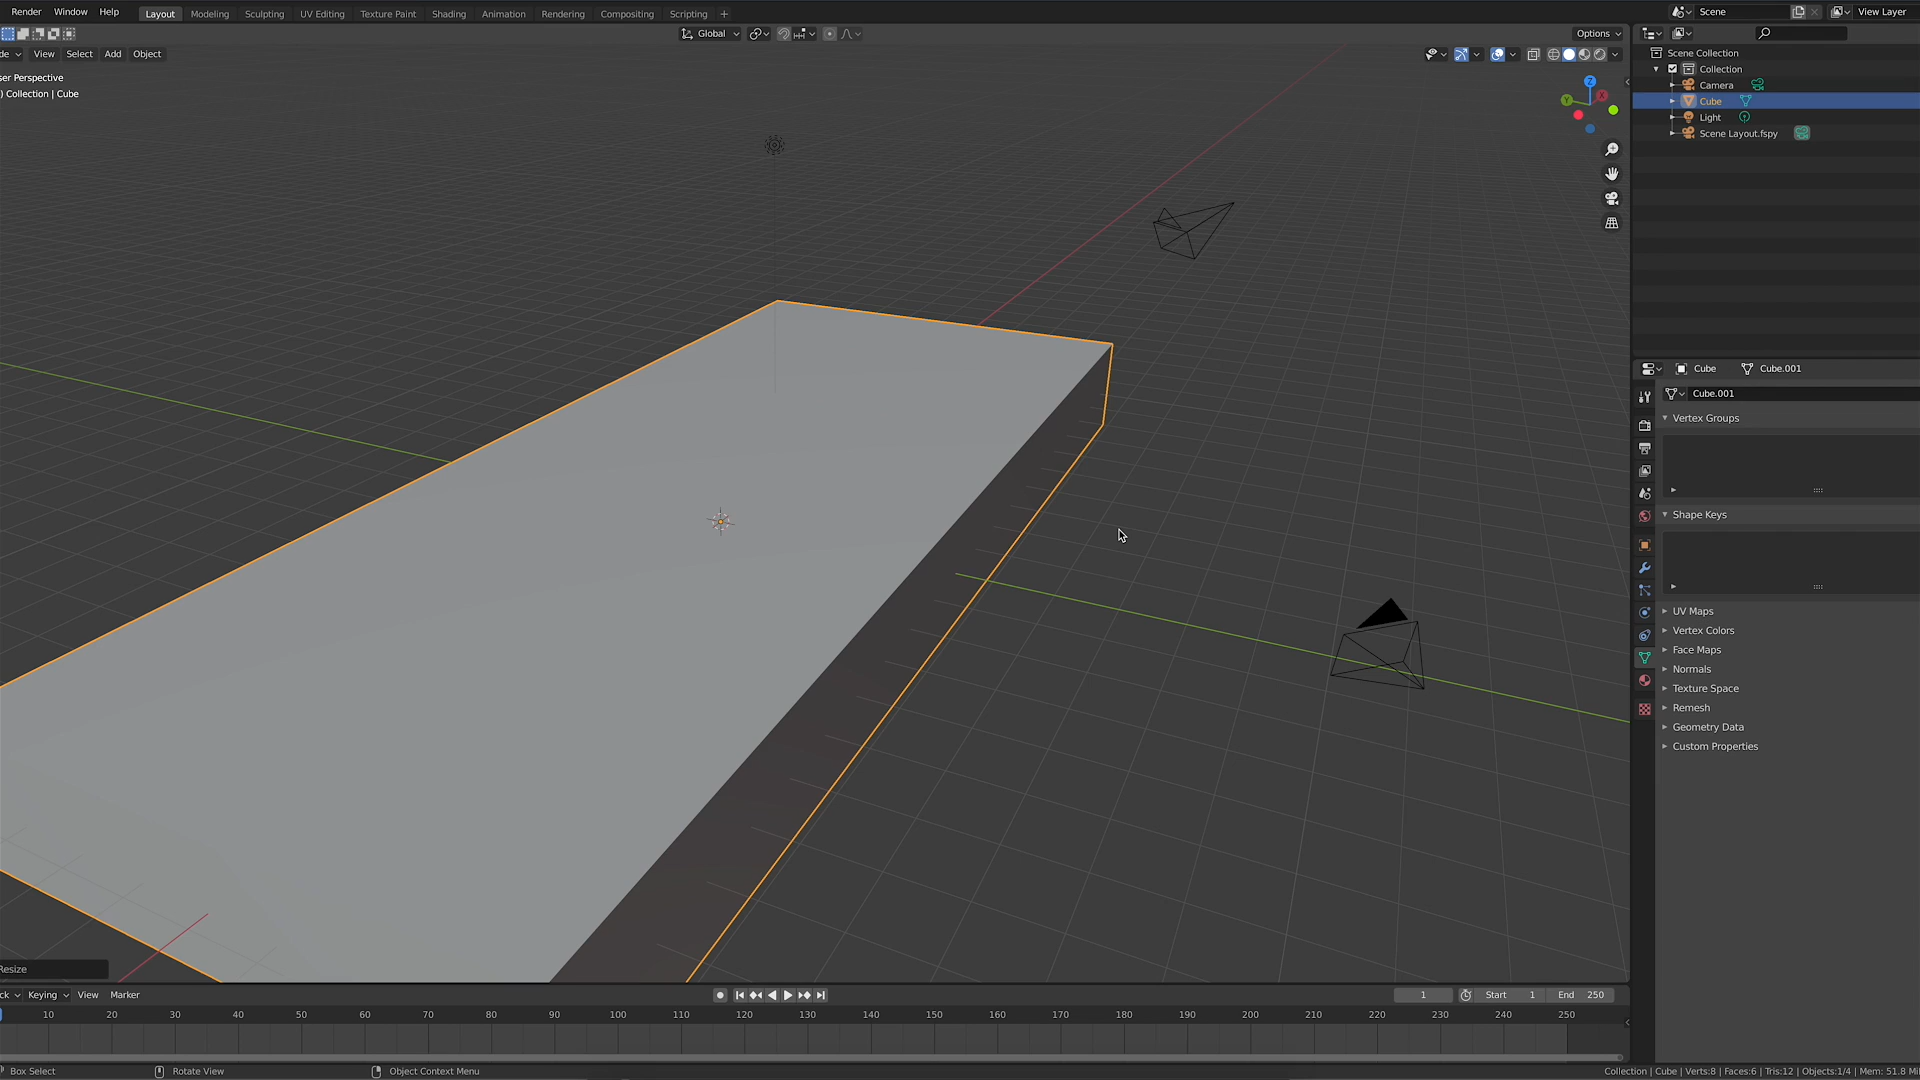 Render Window Help Layout Modeling Sculpting UV Editing Texture Paint Shading Animation Rendering Compositing Scripting + Scene View Layer
Global Options
de View Select Add Object
ser Perspective
) Collection | Cube
Scene Collection
Collection
Camera
Cube
Light
Scene Layout.fspy
Z
Y
X
Cube Cube.001
Cube.001
Vertex Groups
Shape Keys
UV Maps
Vertex Colors
Face Maps
Normals
Texture Space
Remesh
Geometry Data
Custom Properties
Resize
ck Keying View Marker 1 Start 1 End 250
10 20 30 40 50 60 70 80 90 100 110 120 130 140 150 160 170 180 190 200 210 220 230 240 250
Box Select Rotate View Object Context Menu Collection | Cube | Verts:8 | Faces:6 | Tris:12 | Objects:1/4 | Mem: 51.8 Mi